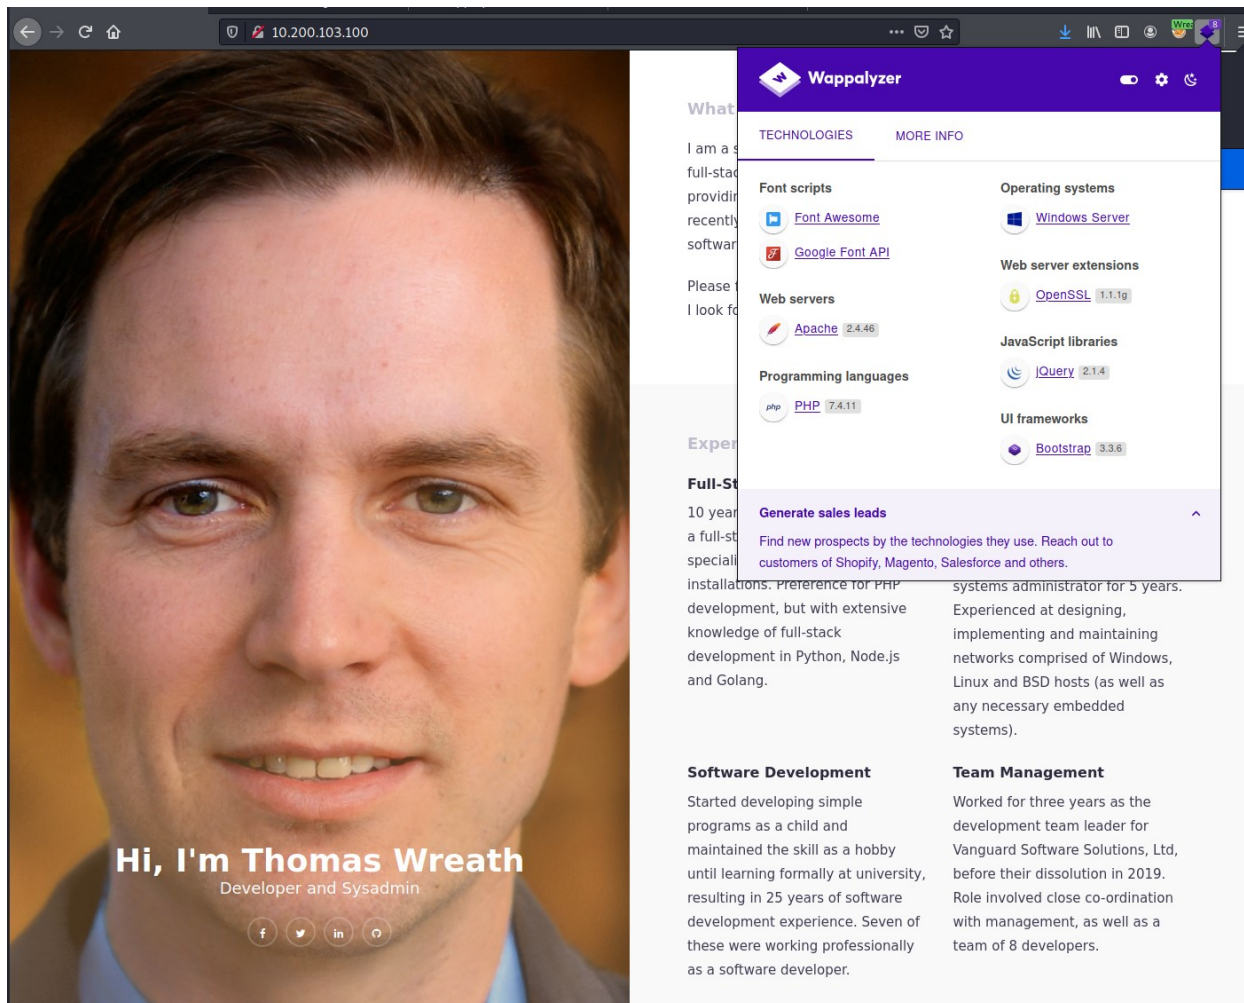 10.200.103.100
Wappalyzer
TECHNOLOGIES
MORE INFO
Font scripts
Font Awesome
Google Font API
Web servers
Apache 2.4.46
Programming languages
php PHP 7.4.11
Operating systems
Windows Server
Web server extensions
OpenSSL 1.1.1g
JavaScript libraries
jQuery 2.1.4
UI frameworks
Bootstrap 3.3.6
Generate sales leads
Find new prospects by the technologies they use. Reach out to
customers of Shopify, Magento, Salesforce and others.
What
I am a s
full-stac
providin
recently
softwar
Please
I look fo
Exper
Full-St
10 year
a full-st
speciali
installations. Preference for PHP
development, but with extensive
knowledge of full-stack
development in Python, Node.js
and Golang.
systems administrator for 5 years.
Experienced at designing,
implementing and maintaining
networks comprised of Windows,
Linux and BSD hosts (as well as
any necessary embedded
systems).
Software Development
Started developing simple
programs as a child and
maintained the skill as a hobby
until learning formally at university,
resulting in 25 years of software
development experience. Seven of
these were working professionally
as a software developer.
Team Management
Worked for three years as the
development team leader for
Vanguard Software Solutions, Ltd,
before their dissolution in 2019.
Role involved close co-ordination
with management, as well as a
team of 8 developers.
Hi, I'm Thomas Wreath
Developer and Sysadmin